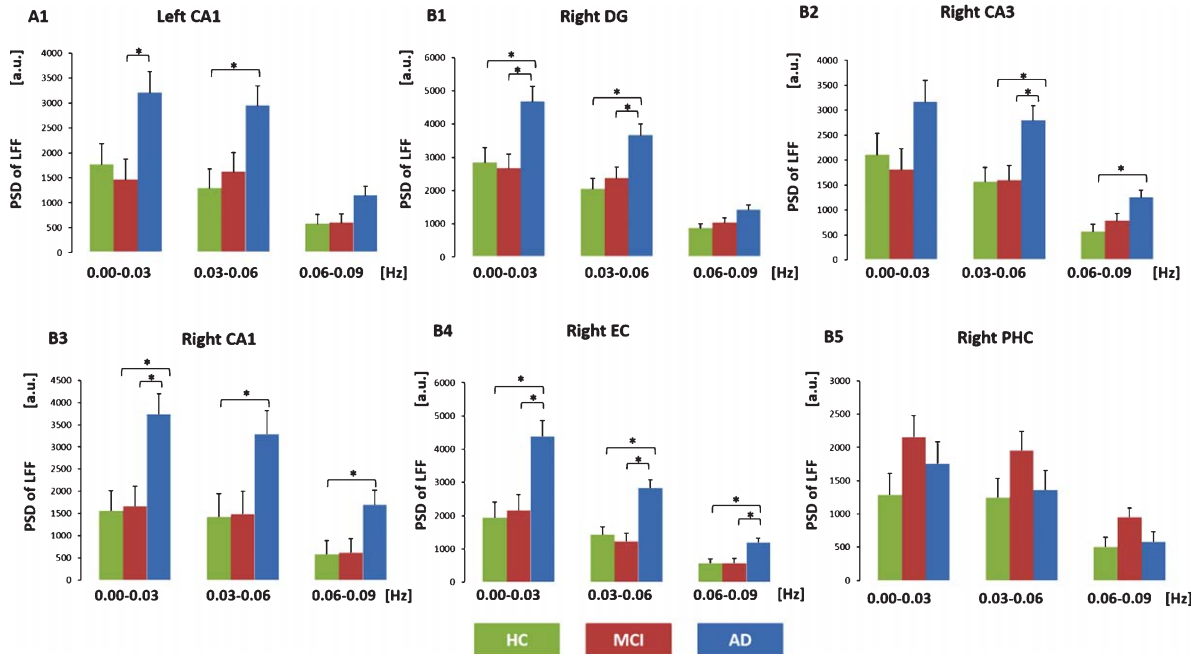 A1 Left CA1
PSD of LFF [a.u.]
4000
3500
3000
2500
2000
1500
1000
500
0
* *
0.00-0.03 0.03-0.06 0.06-0.09 [Hz]
B1 Right DG
PSD of LFF [a.u.]
6000
5000
4000
3000
2000
1000
0
* * * *
0.00-0.03 0.03-0.06 0.06-0.09 [Hz]
B2 Right CA3
PSD of LFF [a.u.]
4000
3500
3000
2500
2000
1500
1000
500
0
* * *
0.00-0.03 0.03-0.06 0.06-0.09 [Hz]
B3 Right CA1
PSD of LFF [a.u.]
4500
4000
3500
3000
2500
2000
1500
1000
500
0
* * * *
0.00-0.03 0.03-0.06 0.06-0.09 [Hz]
B4 Right EC
PSD of LFF [a.u.]
6000
5000
4000
3000
2000
1000
0
* * * * * *
0.00-0.03 0.03-0.06 0.06-0.09 [Hz]
B5 Right PHC
PSD of LFF [a.u.]
3000
2500
2000
1500
1000
500
0
0.00-0.03 0.03-0.06 0.06-0.09 [Hz]
HC MCI AD